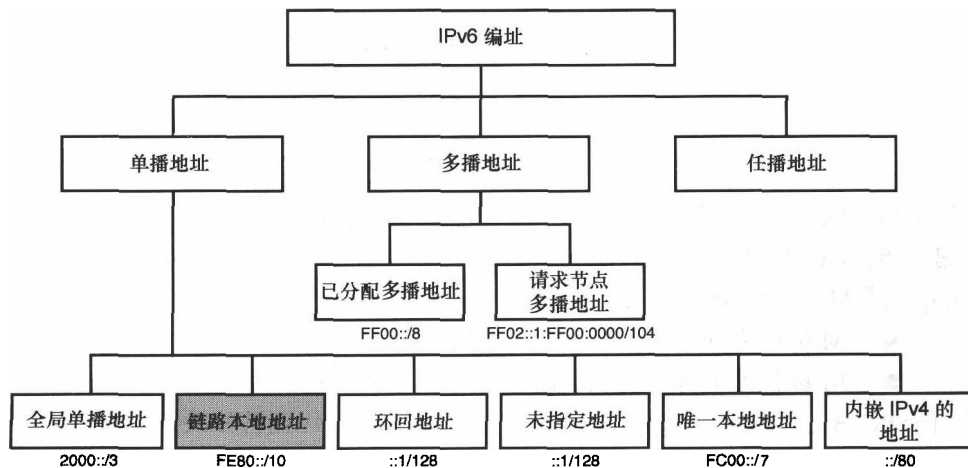 IPv6 编址
单播地址
多播地址
任播地址
已分配多播地址
请求节点
多播地址
FF00::/8
FF02::1:FF00:0000/104
全局单播地址
链路本地地址
环回地址
未指定地址
唯一本地地址
内嵌 IPv4 的
地址
2000::/3
FE80::/10
::1/128
::1/128
FC00::/7
::/80